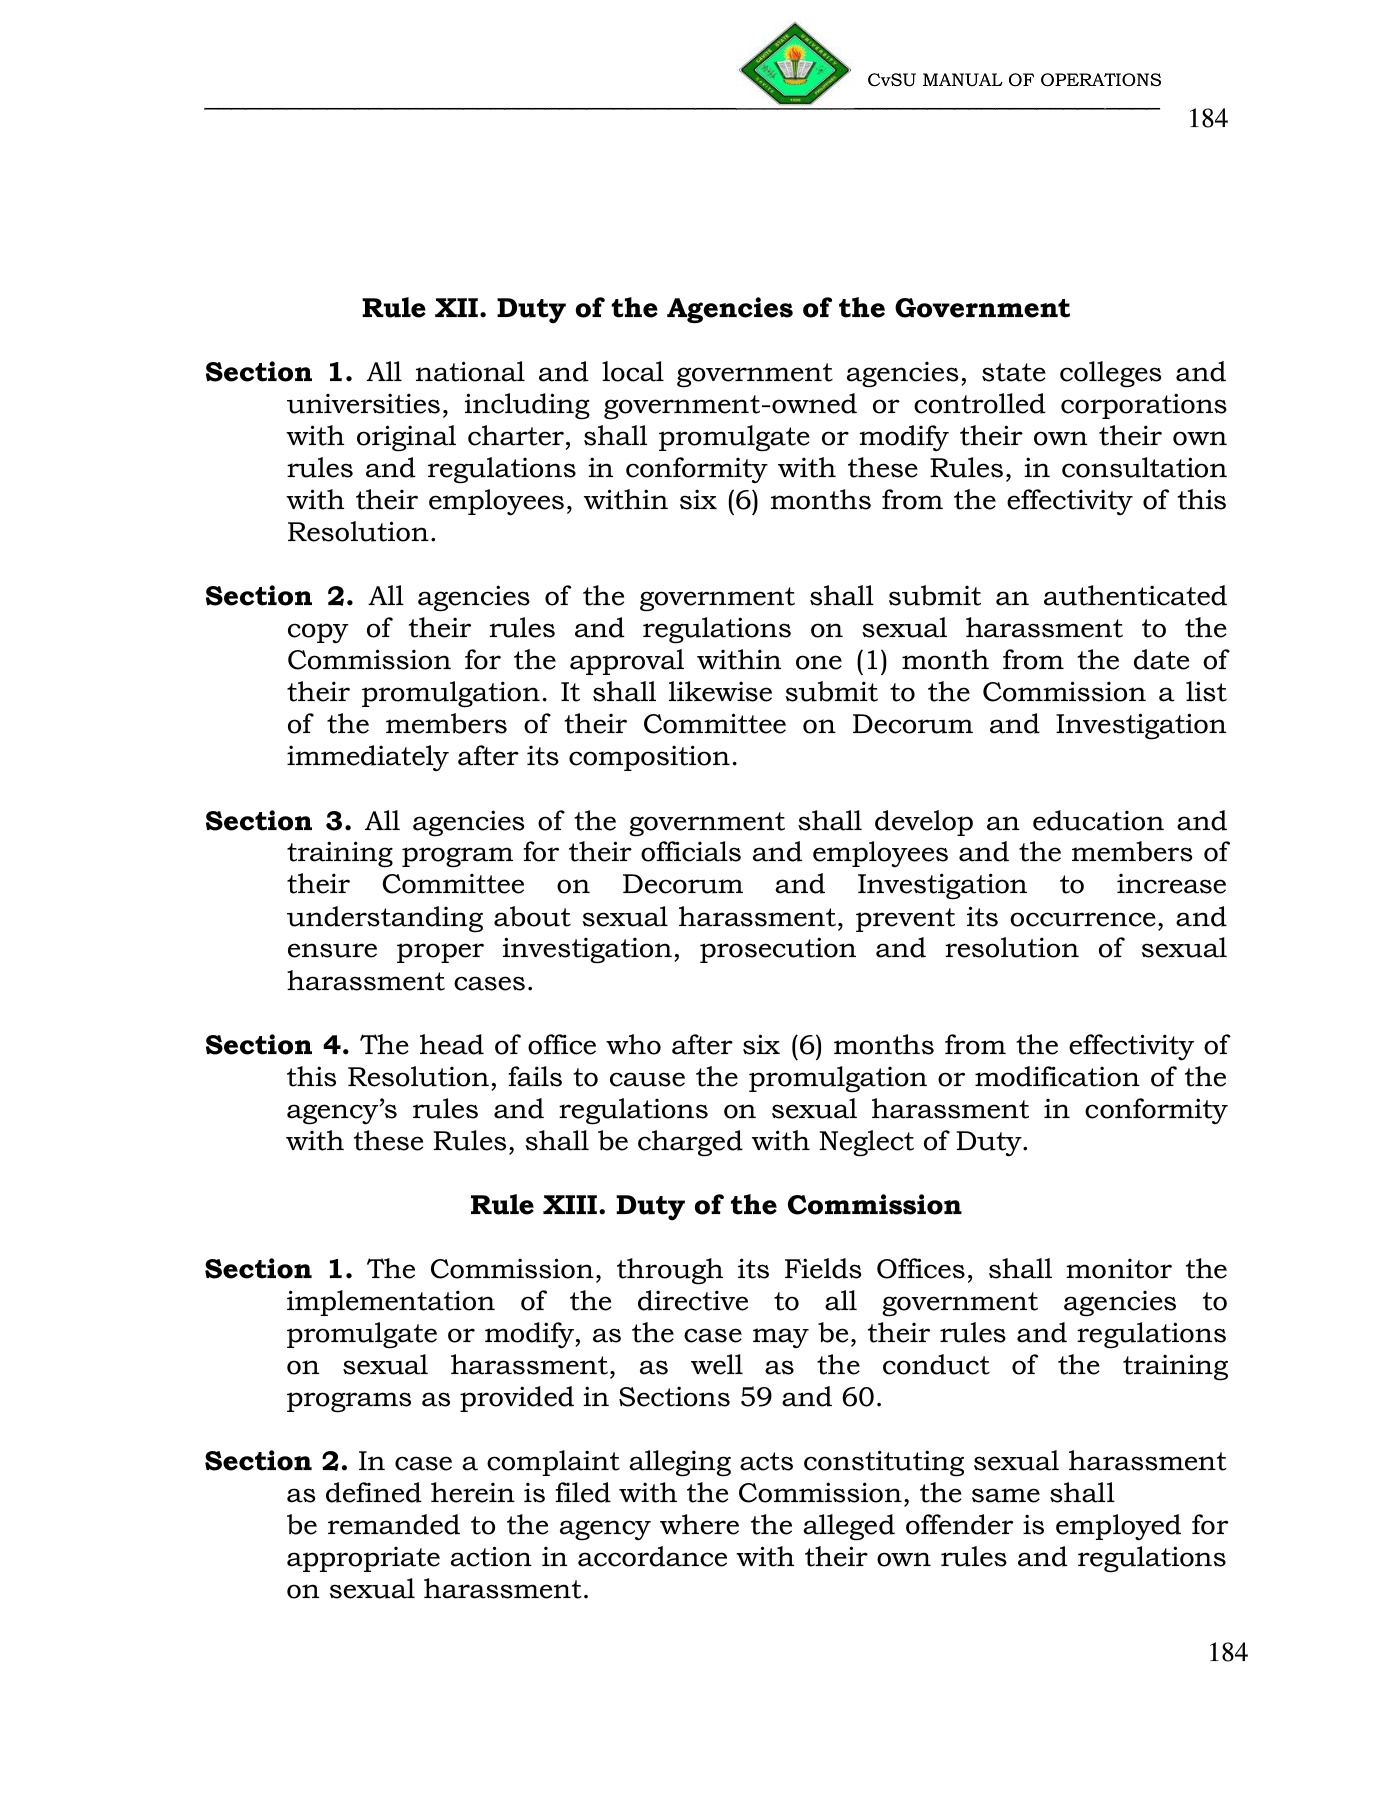 CvSU MANUAL OF OPERATIONS
184
Rule XII. Duty of the Agencies of the Government
Section 1. All national and local government agencies, state colleges and
universities, including government-owned or controlled corporations
with original charter, shall promulgate or modify their own their own
rules and regulations in conformity with these Rules, in consultation
with their employees, within six (6) months from the effectivity of this
Resolution.
Section 2. All agencies of the government shall submit an authenticated
copy of their rules and regulations on sexual harassment to the
Commission for the approval within one (1) month from the date of
their promulgation. It shall likewise submit to the Commission a list
of the members of their Committee on Decorum and Investigation
immediately after its composition.
Section 3. All agencies of the government shall develop an education and
training program for their officials and employees and the members of
their Committee on Decorum and Investigation to increase
understanding about sexual harassment, prevent its occurrence, and
ensure proper investigation, prosecution and resolution of sexual
harassment cases.
Section 4. The head of office who after six (6) months from the effectivity of
this Resolution, fails to cause the promulgation or modification of the
agency’s rules and regulations on sexual harassment in conformity
with these Rules, shall be charged with Neglect of Duty.
Rule XIII. Duty of the Commission
Section 1. The Commission, through its Fields Offices, shall monitor the
implementation of the directive to all government agencies to
promulgate or modify, as the case may be, their rules and regulations
on sexual harassment, as well as the conduct of the training
programs as provided in Sections 59 and 60.
Section 2. In case a complaint alleging acts constituting sexual harassment
as defined herein is filed with the Commission, the same shall
be remanded to the agency where the alleged offender is employed for
appropriate action in accordance with their own rules and regulations
on sexual harassment.
184